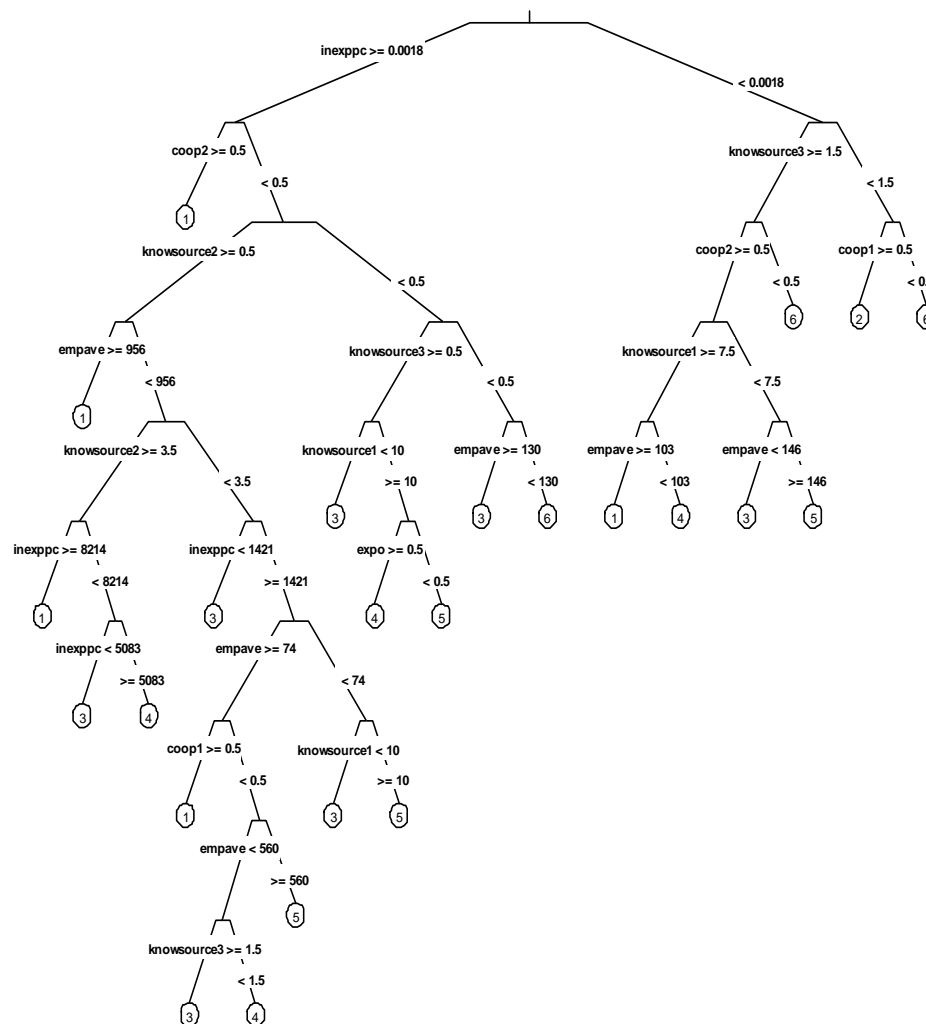 inexppc >= 0.0018
< 0.0018
coop2 >= 0.5
knowsource3 >= 1.5
< 0.5
< 1.5
1
knowsource2 >= 0.5
coop2 >= 0.5
coop1 >= 0.5
< 0.5
< 0.5
6
2
empave >= 956
knowsource3 >= 0.5
knowsource1 >= 7.5
< 956
< 0.5
< 7.5
1
knowsource2 >= 3.5
knowsource1 < 10
empave >= 130
empave >= 103
empave < 146
< 3.5
>= 10
< 130
< 103
>= 146
3
3
6
1
4
3
5
inexppc >= 8214
inexppc < 1421
expo >= 0.5
< 8214
>= 1421
< 0.5
1
3
4
5
inexppc < 5083
empave >= 74
>= 5083
< 74
3
4
coop1 >= 0.5
knowsource1 < 10
< 0.5
>= 10
1
3
5
empave < 560
>= 560
5
knowsource3 >= 1.5
< 1.5
3
4